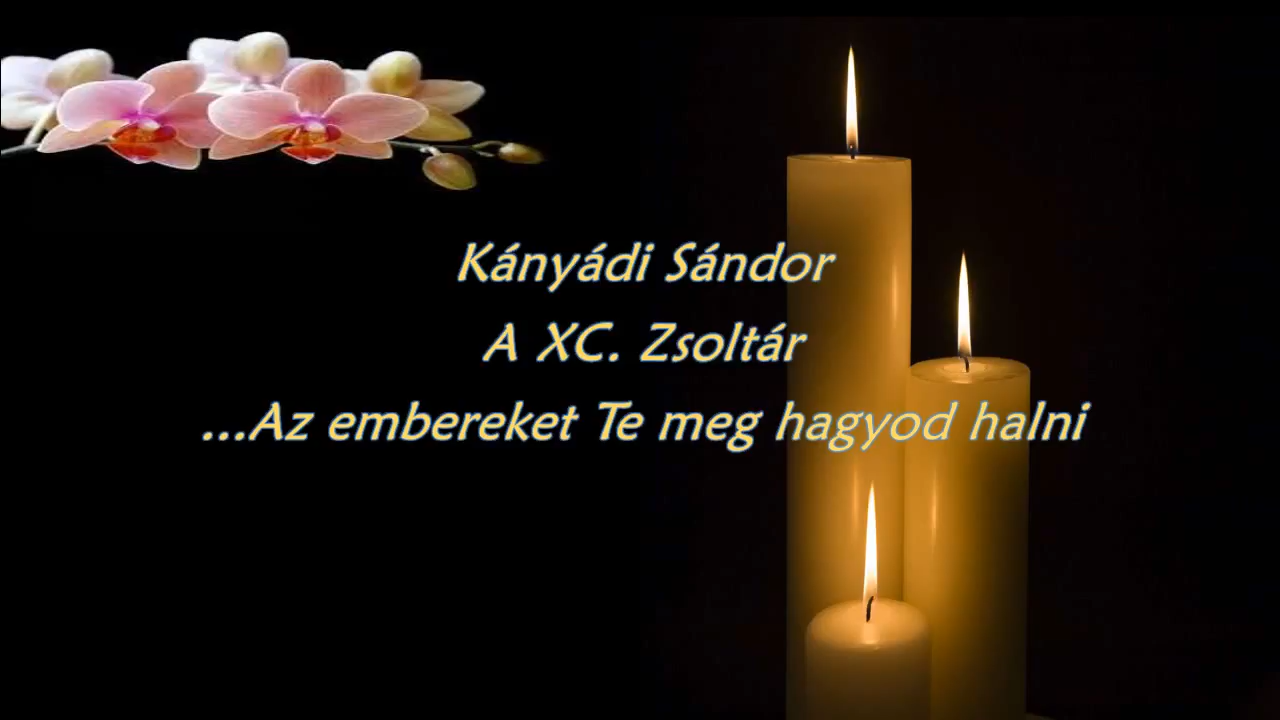 Kányádi Sándor
A XC. Zsoltár
...Az embereket Te meg hagyod halni